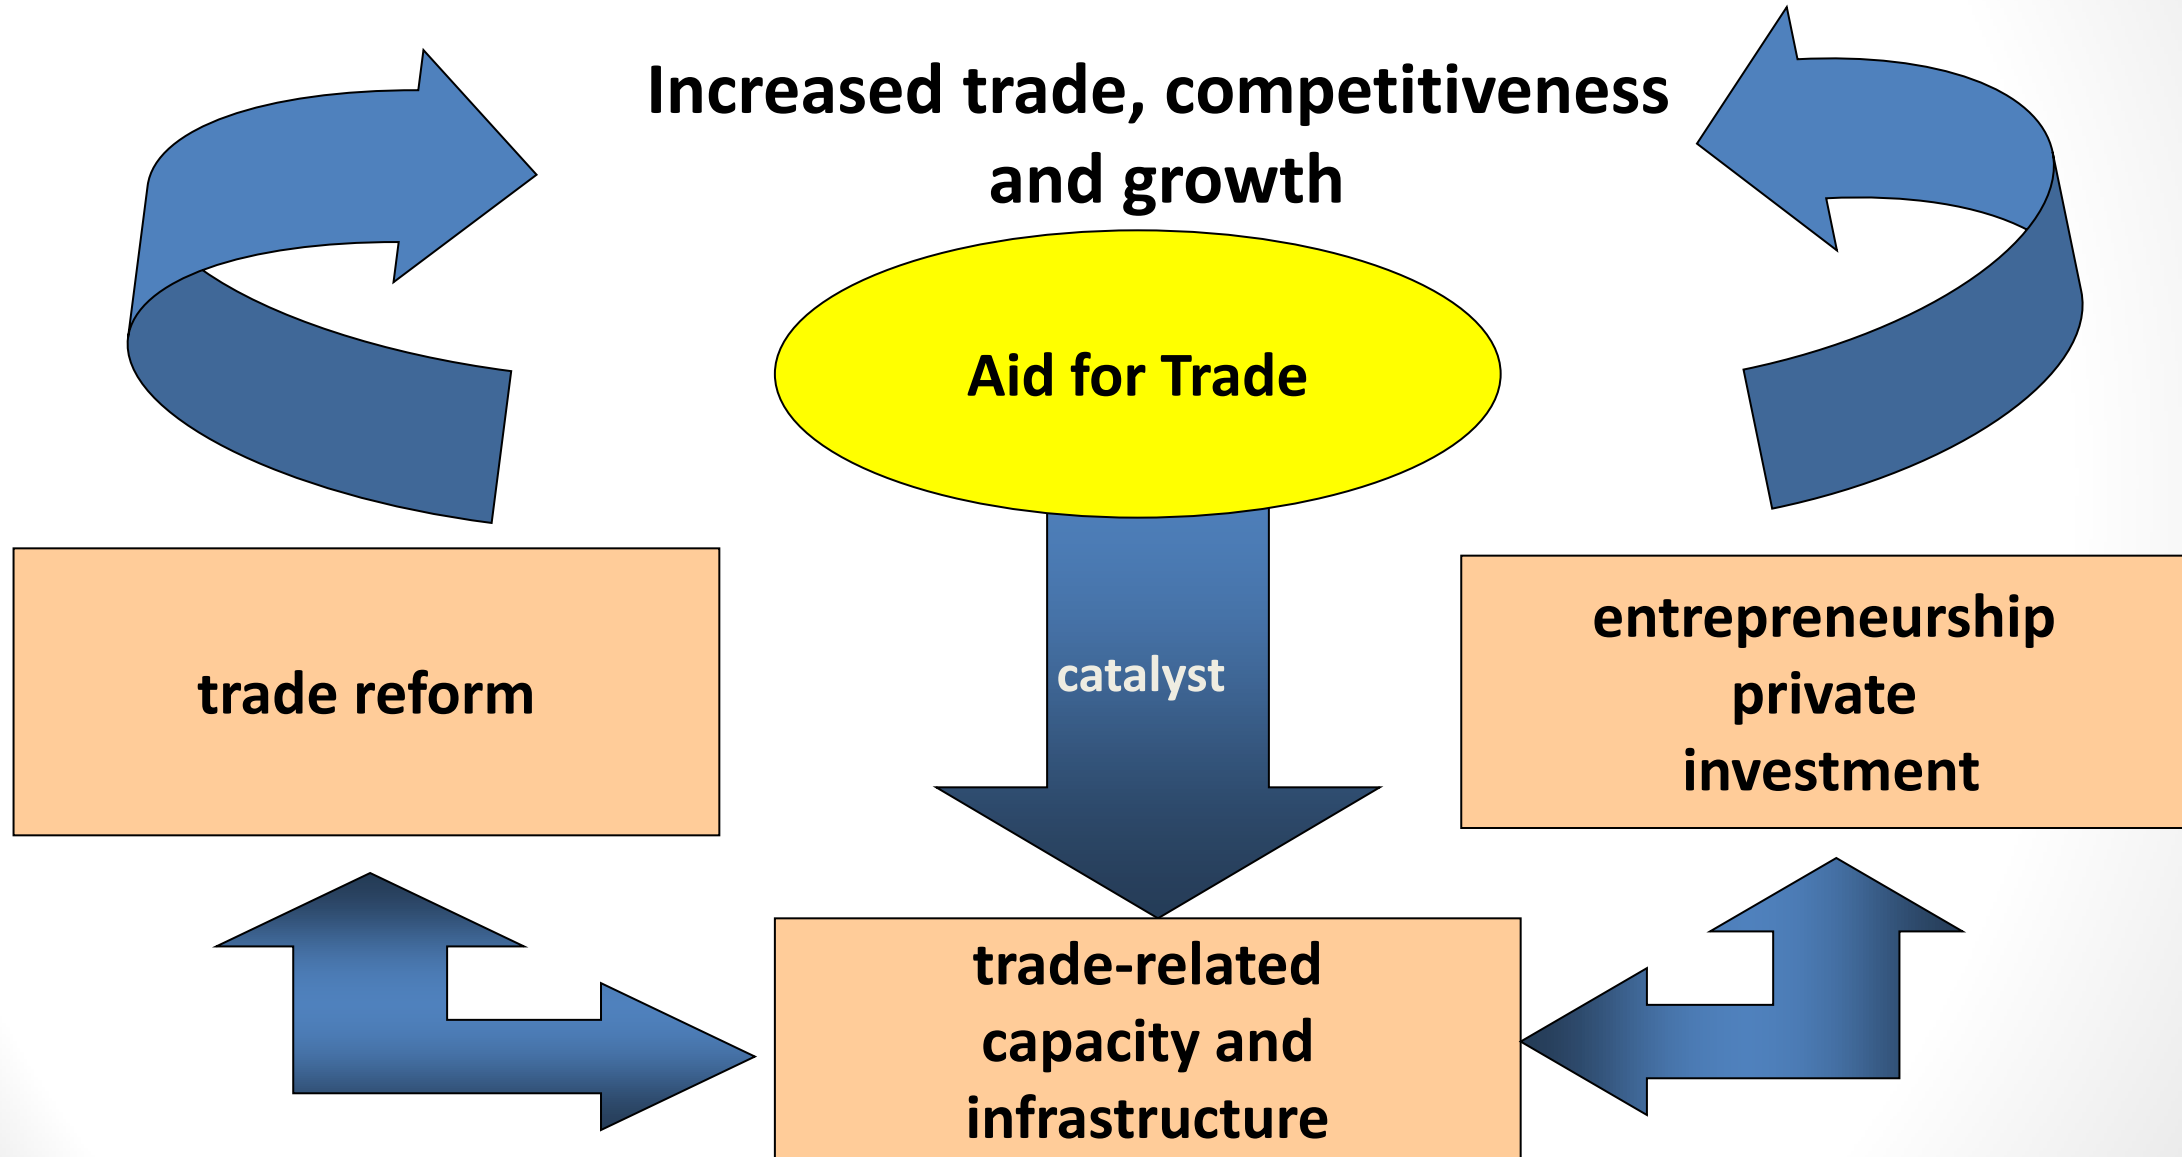 Increased trade, competitiveness
and growth
Aid for Trade
trade reform
catalyst
entrepreneurship
private
investment
trade-related
capacity and
infrastructure